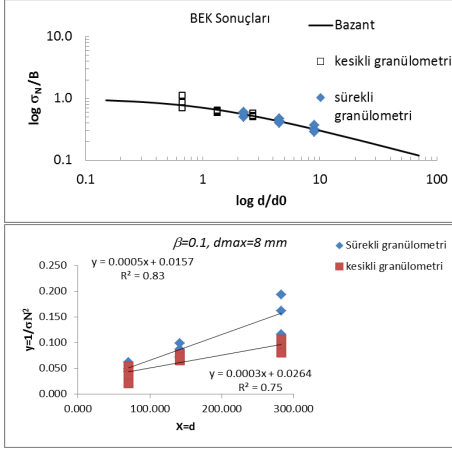 BEK Sonuçları
Bazant
kesikli granülometri
sürekli
granülometri
log σN/B
10.0
1.0
0.1
0.1
1
10
100
log d/d0
β=0.1, dmax=8 mm
y = 0.0005x + 0.0157
R² = 0.83
Sürekli granülometri
kesikli granülometri
y=1/σN²
0.250
0.200
0.150
0.100
0.050
0.000
y = 0.0003x + 0.0264
R² = 0.75
0.000
100.000
200.000
300.000
X=d